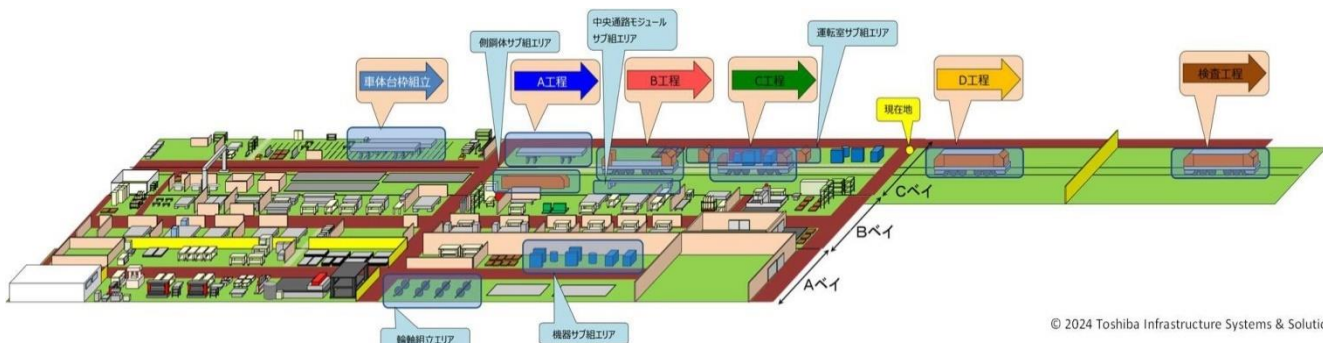 中央通路モジュール
サブ組エリア
側鋼体サブ組エリア
運転室サブ組エリア
車体台枠組立
A工程
B工程
C工程
D工程
検査工程
現在地
Cベイ
Bベイ
Aベイ
輪軸組立エリア
機器サブ組エリア
© 2024 Toshiba Infrastructure Systems & Solutio